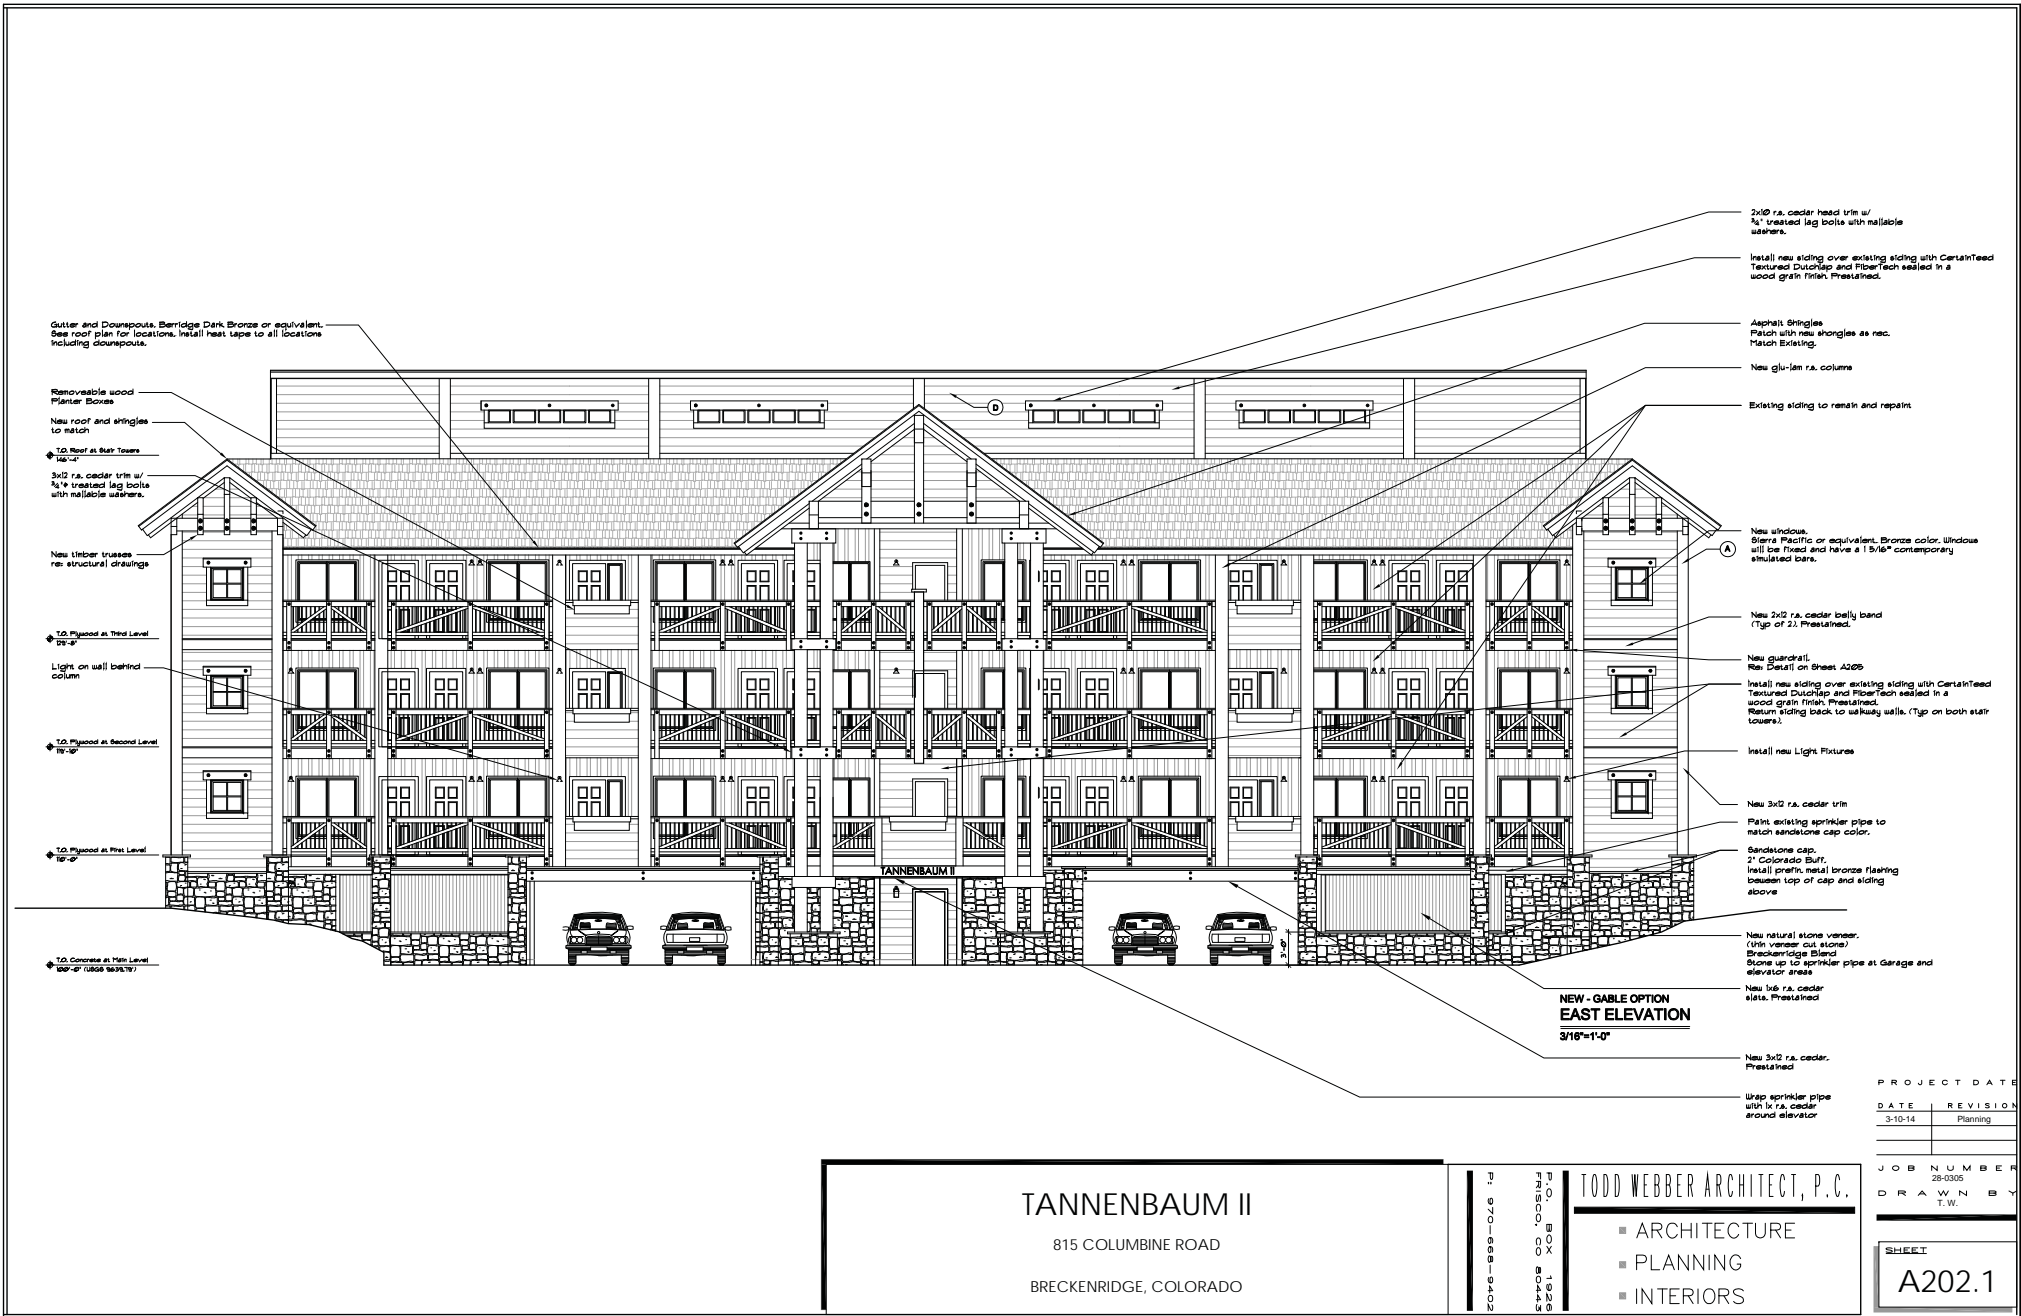 2x10 r.s. cedar head trim w/
3/4" treated lag bolts with mallable
washers.
Install new siding over existing siding with CertainTeed
Textured Dutchlap and FiberTech sealed in a
wood grain finish. Prestained.
Asphalt Shingles
Patch with new shongles as nec.
Match Existing.
New glu-lam r.s. columns
Existing siding to remain and repaint
Gutter and Downspouts, Berridge Dark Bronze or equivalent.
See roof plan for locations. Install heat tape to all locations
including downspouts.
Removeable wood
Planter Boxes
New roof and shingles
to match
T.O. Roof at Stair Towers
146'-4"
3x12 r.s. cedar trim w/
3/4"φ treated lag bolts
with mallable washers.
New timber trusses
re: structural drawings
T.O. Plywood at Third Level
Light on wall behind
column
T.O. Plywood at Second Level
T.O. Plywood at First Level
110'-0"
T.O. Concrete at Main Level
100'-0" (USGS
D
A
New windows.
Sierra Pacific or equivalent. Bronze color. Windows
will be fixed and have a 1 5/16" contemporary
simulated bars.
New 2x12 r.s. cedar belly band
(Typ of 2). Prestained.
New guardrail.
Re: Detail on Sheet A205
Install new siding over existing siding with CertainTeed
Textured Dutchlap and FiberTech sealed in a
wood grain finish. Prestained.
Return siding back to walkway walls. (Typ on both stair
towers).
Install new Light Fixtures
New 3x12 r.s. cedar trim
Paint existing sprinkler pipe to
match sandstone cap color.
Sandstone cap.
2" Colorado Buff.
Install prefin. metal bronze flashing
beween top of cap and siding
above
New natural stone veneer.
(thin veneer cut stone)
Breckenridge Blend
Stone up to sprinkler pipe at Garage and
elevator areas
New 1x6 r.s. cedar
slats. Prestained
New 3x12 r.s. cedar.
Prestained
Wrap sprinkler pipe
with 1x r.s. cedar
around elevator
TANNENBAUM II
3'-0"
NEW - GABLE OPTION
EAST ELEVATION
3/16"=1'-0"
TANNENBAUM II
815 COLUMBINE ROAD
BRECKENRIDGE, COLORADO
P.O. BOX 1926
FRISCO, CO 80443
P: 970-668-9402
TODD WEBBER ARCHITECT, P.C.
ARCHITECTURE
PLANNING
INTERIORS
PROJECT DATE
DATE REVISION
3-10-14 Planning
JOB NUMBER
28-0305
DRAWN BY
T. W.
SHEET
A202.1